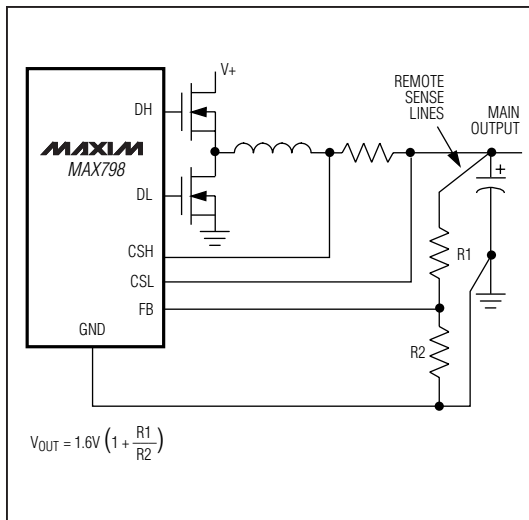 V+
REMOTE
SENSE
LINES
MAIN
OUTPUT
DH
MAXIM
MAX798
DL
+
CSH
CSL
R1
FB
GND
R2
VOUT = 1.6V (1 + R1/R2)